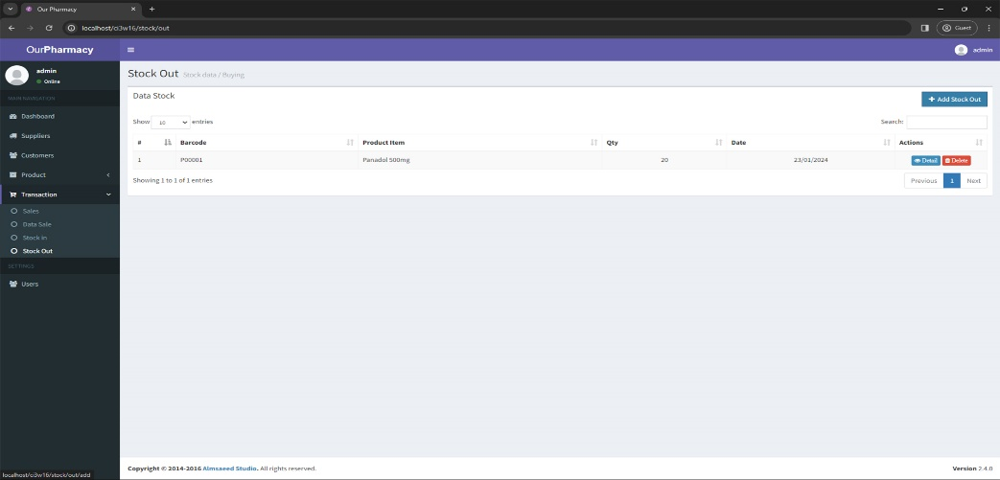 Our Pharmacy
localhost/ci3w16/stock/out
Guest
OurPharmacy
admin
admin
Online
MAIN NAVIGATION
Dashboard
Suppliers
Customers
Product
Transaction
Sales
Data Sale
Stock In
Stock Out
SETTINGS
Users
Stock Out Stock data / Buying
Data Stock
Add Stock Out
Show 10 entries
Search:
# Barcode Product Item Qty Date Actions
1 P00001 Panadol 500mg 20 23/01/2024 Detail Delete
Showing 1 to 1 of 1 entries
Previous 1 Next
Copyright © 2014-2016 Almsaeed Studio. All rights reserved.
Version 2.4.0
localhost/ci3w16/stock/out/add